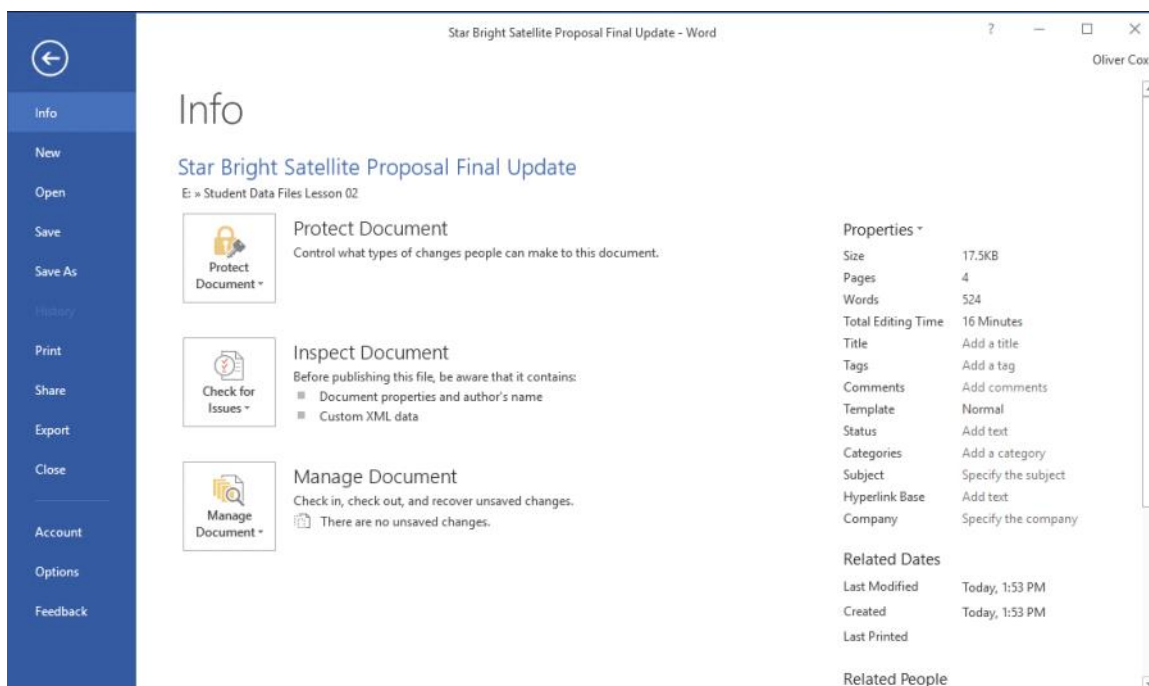 Star Bright Satellite Proposal Final Update - Word
?
Oliver Cox
Info
New
Open
Save
Save As
History
Print
Share
Export
Close
Account
Options
Feedback
Info
Star Bright Satellite Proposal Final Update
E: » Student Data Files Lesson 02
Protect
Document
Protect Document
Control what types of changes people can make to this document.
Check for
Issues
Inspect Document
Before publishing this file, be aware that it contains:
Document properties and author's name
Custom XML data
Manage
Document
Manage Document
Check in, check out, and recover unsaved changes.
There are no unsaved changes.
Properties
Size 17.5KB
Pages 4
Words 524
Total Editing Time 16 Minutes
Title Add a title
Tags Add a tag
Comments Add comments
Template Normal
Status Add text
Categories Add a category
Subject Specify the subject
Hyperlink Base Add text
Company Specify the company
Related Dates
Last Modified Today, 1:53 PM
Created Today, 1:53 PM
Last Printed
Related People